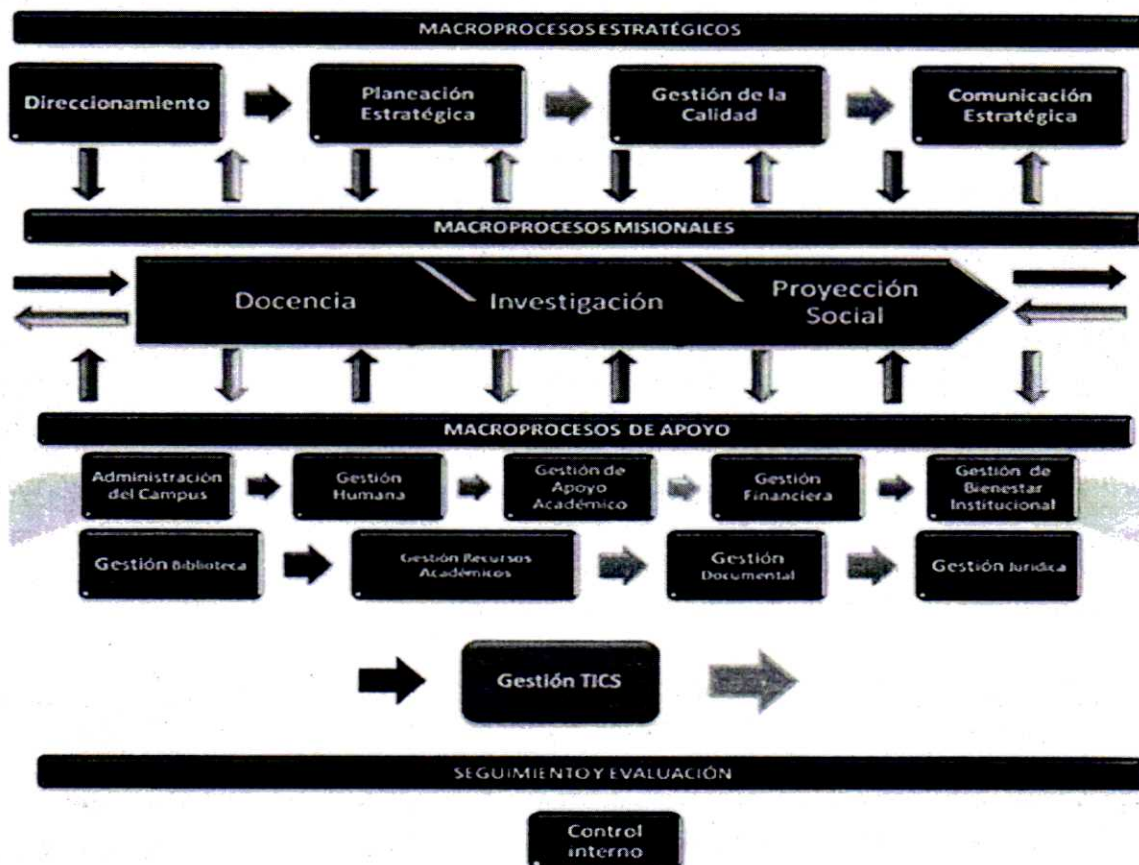 MACROPROCESOS ESTRATÉGICOS
Direccionamiento
Planeación
Estratégica
Gestión de la
Calidad
Comunicación
Estratégica
MACROPROCESOS MISIONALES
Docencia
Investigación
Proyección
Social
MACROPROCESOS DE APOYO
Administración
del Campus
Gestión
Humana
Gestión de
Apoyo
Académico
Gestión
Financiera
Gestión de
Bienestar
Institucional
Gestión Biblioteca
Gestión Recursos
Académicos
Gestión
Documental
Gestión Jurídica
Gestión TICS
SEGUIMIENTO Y EVALUACIÓN
Control
interno